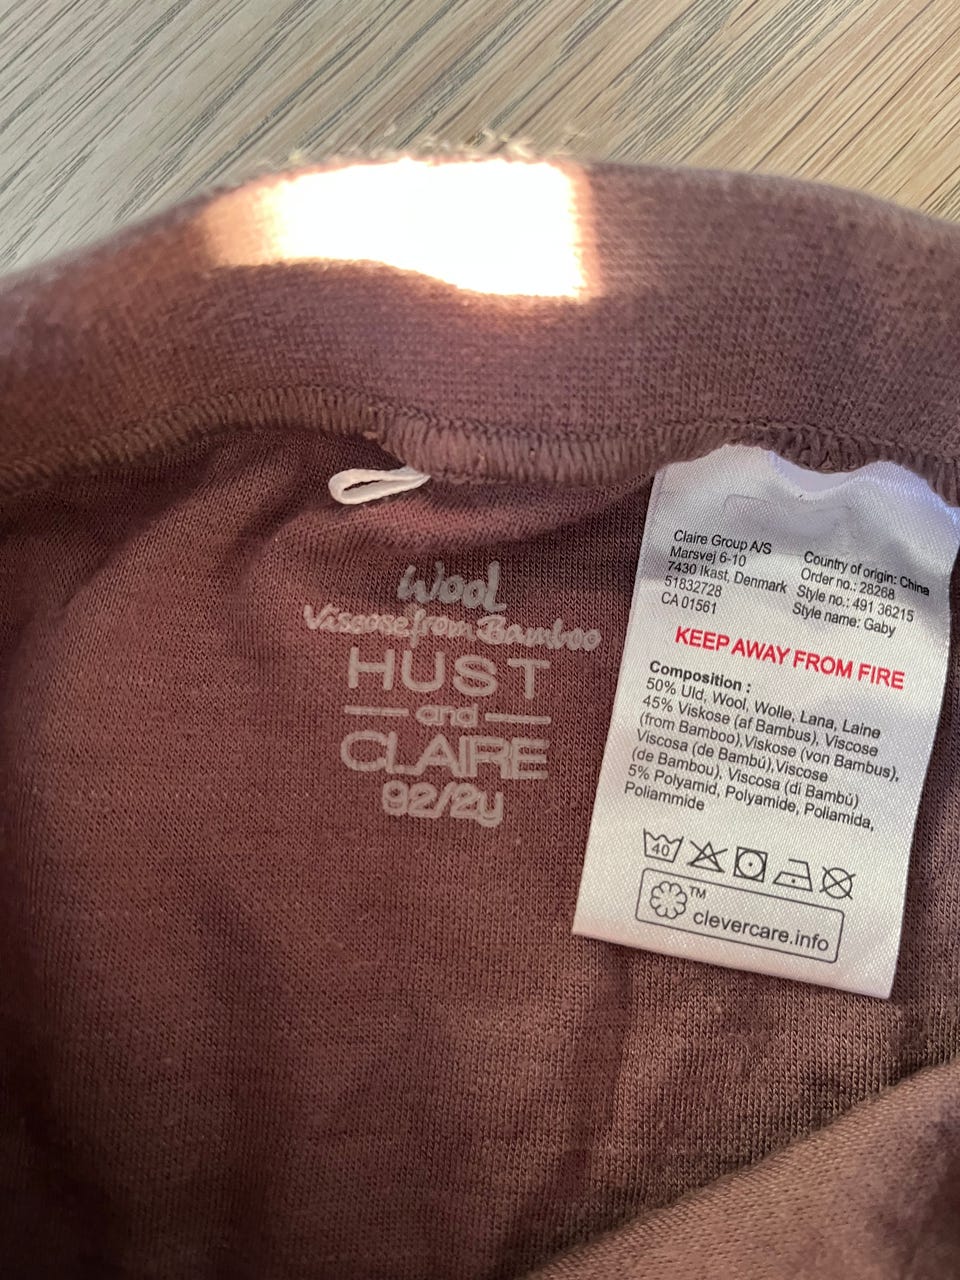 Wool
Viscose from Bamboo
HUST
and
CLAIRE
92/2y
Claire Group A/S
Marsvej 6-10
7430 Ikast, Denmark
51832728
CA 01561
Country of origin: China
Order no.: 28268
Style no.: 491 36215
Style name: Gaby
KEEP AWAY FROM FIRE
Composition :
50% Uld, Wool, Wolle, Lana, Laine
45% Viskose (af Bambus), Viscose
(from Bamboo),Viskose (von Bambus),
Viscosa (de Bambú),Viscose
(de Bambou), Viscosa (di Bambú)
5% Polyamid, Polyamide, Poliamida,
Poliammide
40
TM
clevercare.info